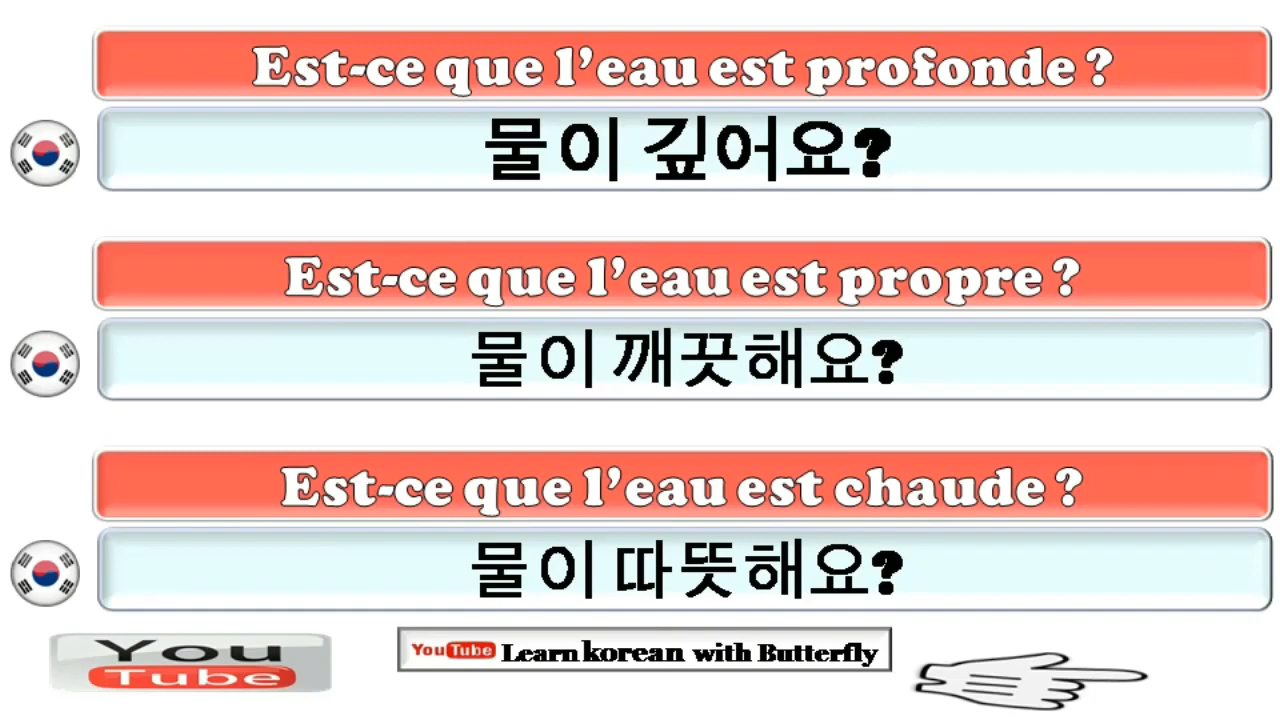 Est-ce que l'eau est profonde ?
물이 깊어요?
Est-ce que l'eau est propre ?
물이 깨끗해요?
Est-ce que l'eau est chaude ?
물이 따뜻해요?
You
Tube
YouTube Learn korean with Butterfly